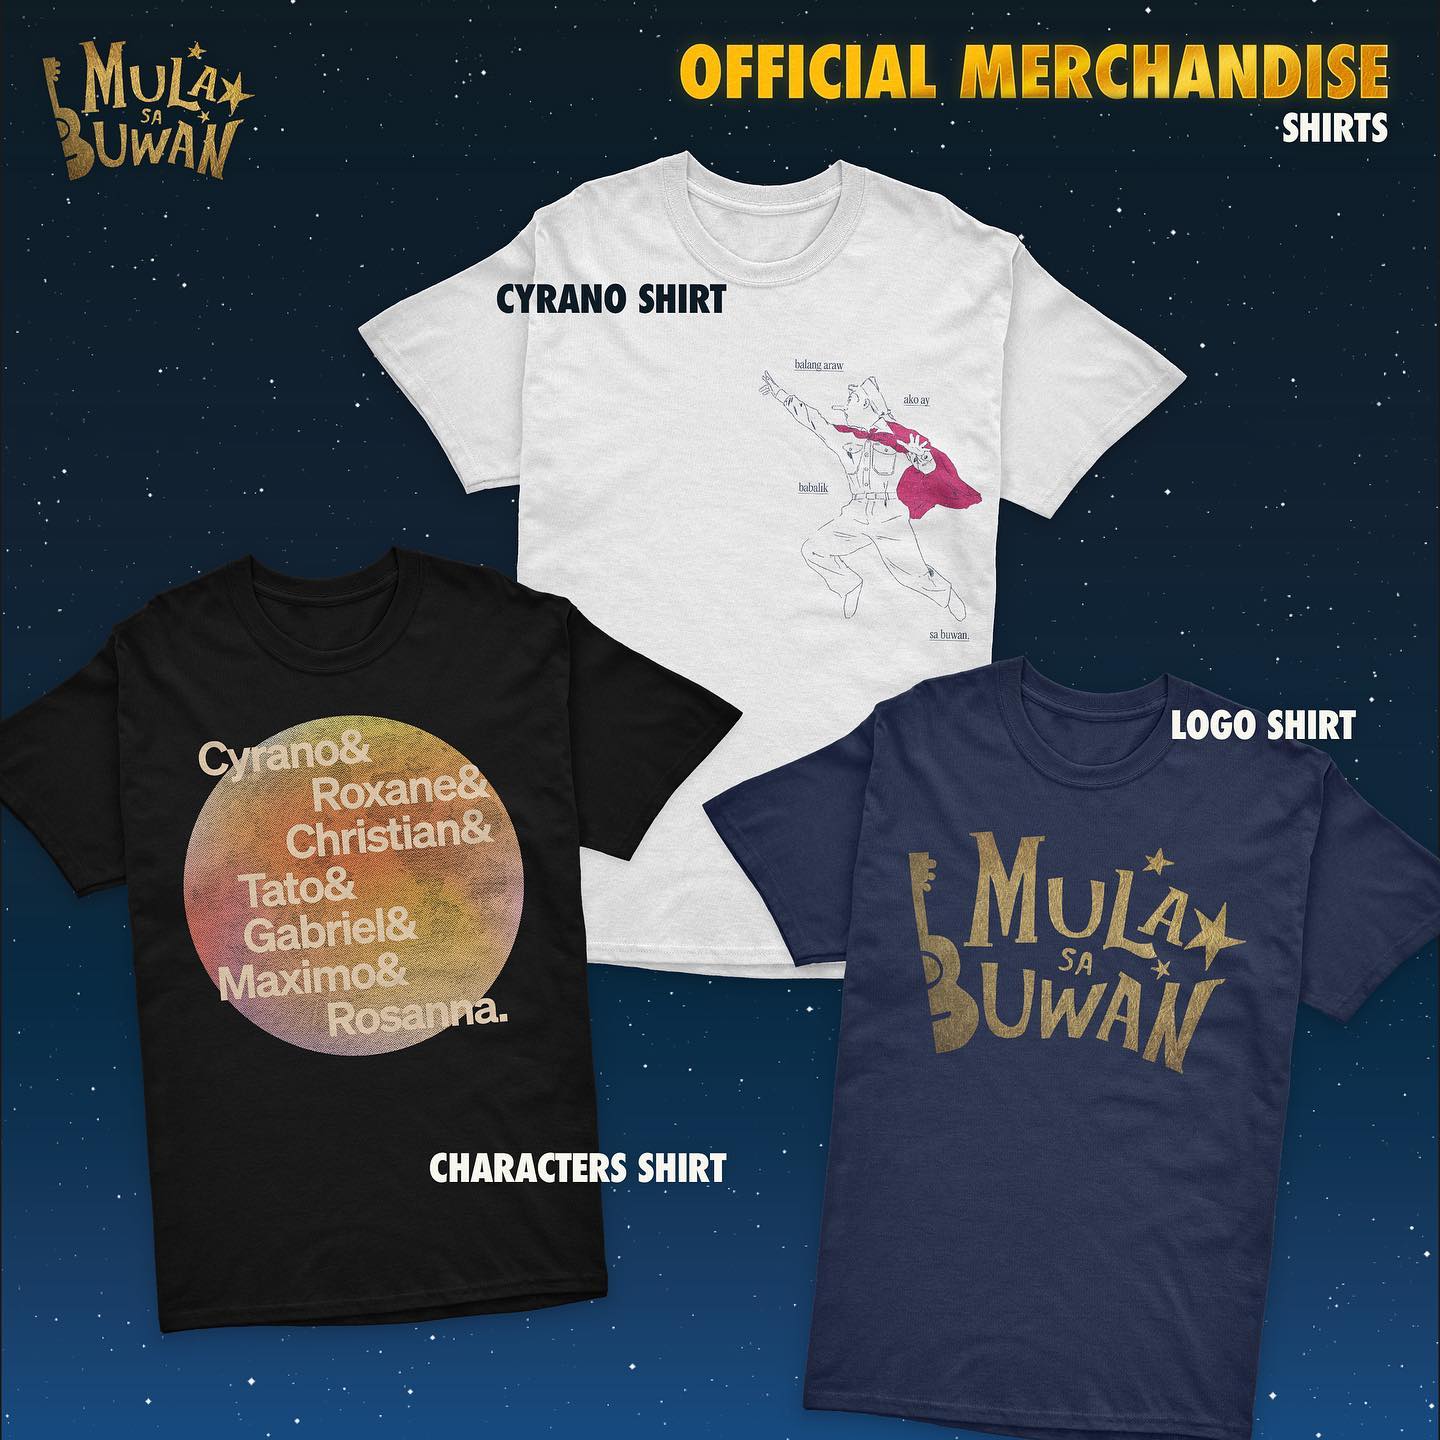 MULA
SA
BUWAN
OFFICIAL MERCHANDISE
SHIRTS
CYRANO SHIRT
balang araw
ako ay
babalik
sa buwan.
Cyrano&
Roxane&
Christian&
Tato&
Gabriel&
Maximo&
Rosanna.
CHARACTERS SHIRT
LOGO SHIRT
MULA
SA
BUWAN